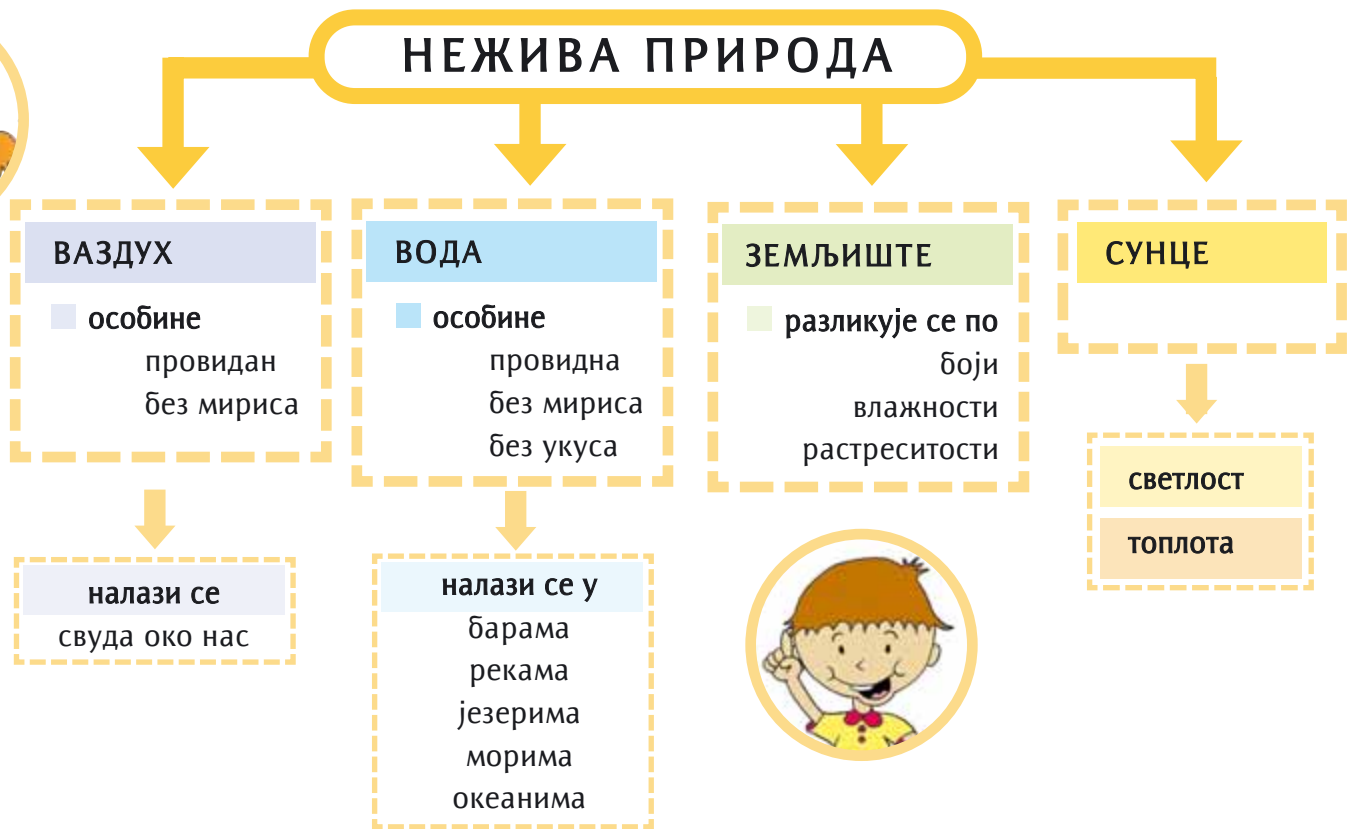 НЕЖИВА ПРИРОДА
ВАЗДУХ
особине
провидан
без мириса
налази се
свуда око нас
ВОДА
особине
провидна
без мириса
без укуса
налази се у
барама
рекама
језерима
морима
океанима
ЗЕМЉИШТЕ
разликује се по
боји
влажности
растреситости
СУНЦЕ
светлост
топлота